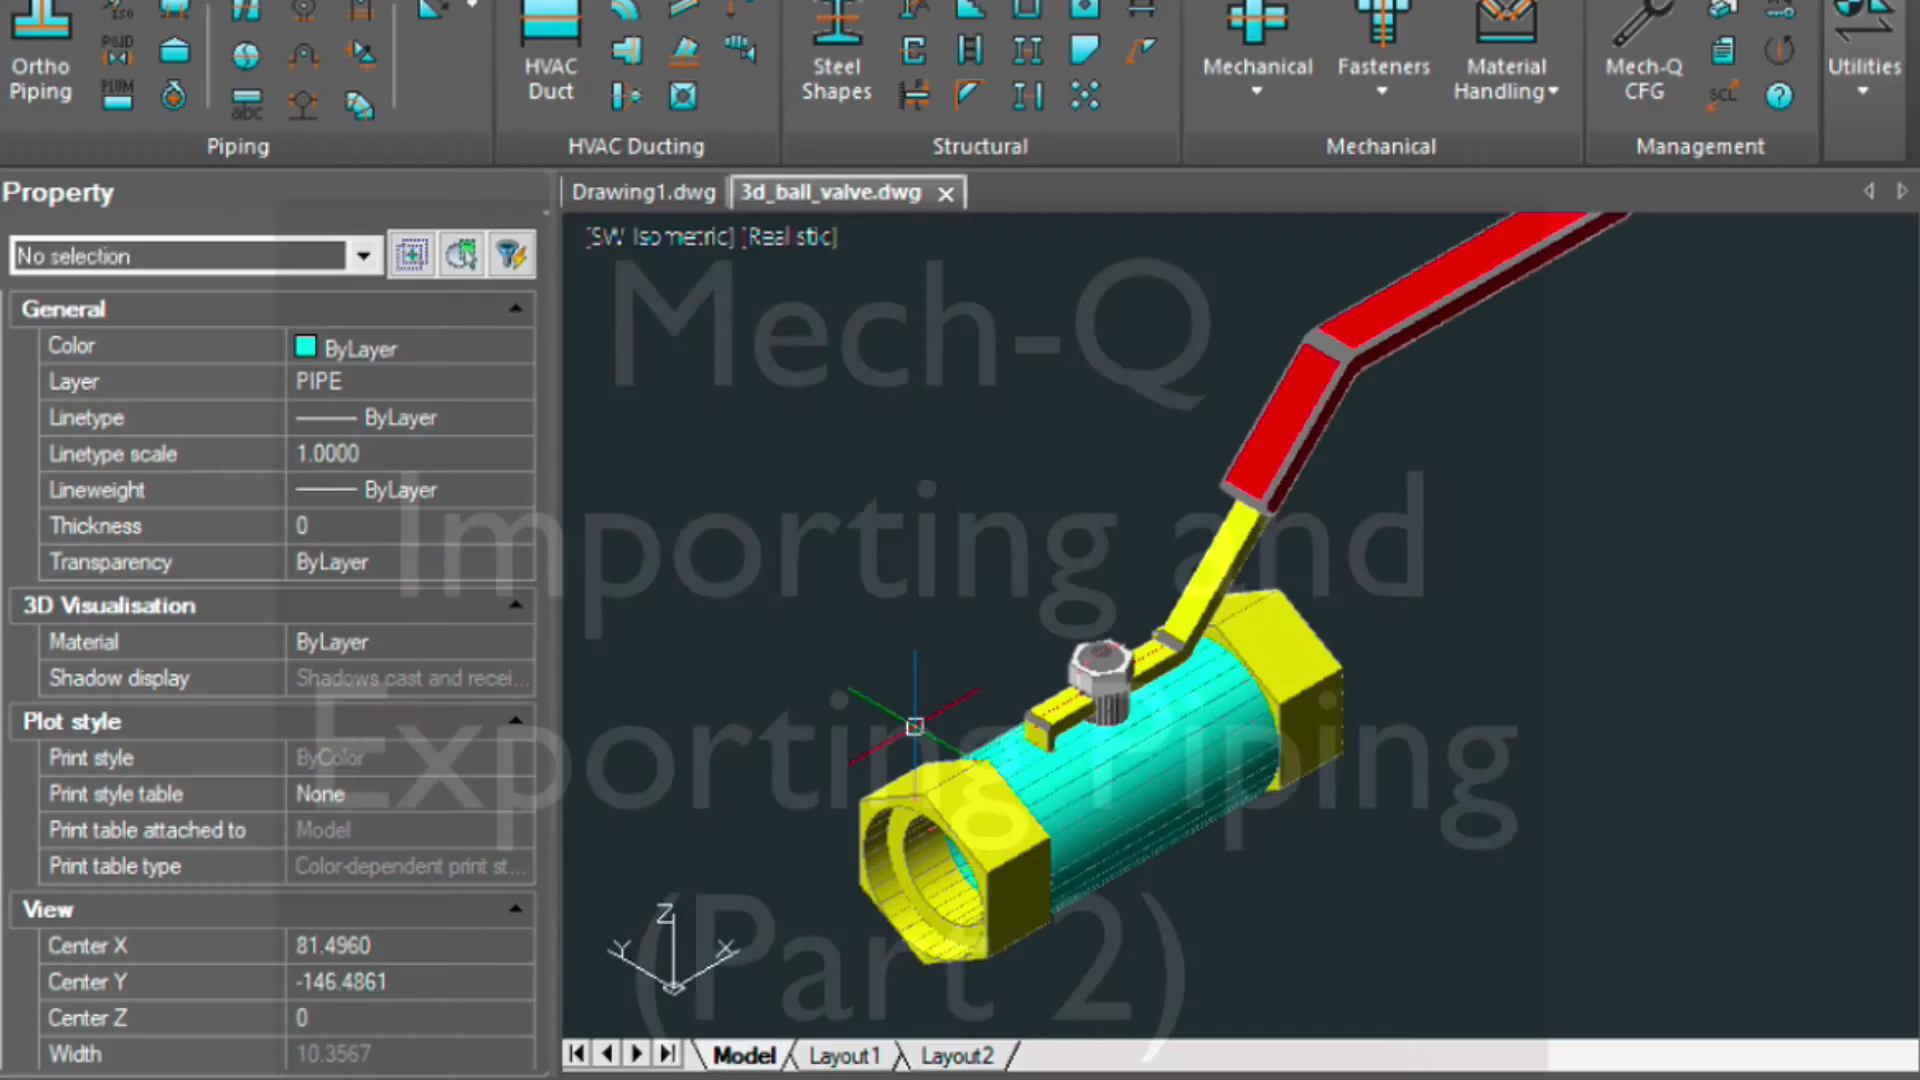 ISO
P&ID
PLUM
abc
Ortho
Piping
HVAC
Duct
Steel
Shapes
Mechanical
Fasteners
Material
Handling
Mech-Q
CFG
SCL
?
Utilities
Piping
HVAC Ducting
Structural
Mechanical
Management
Property
Drawing1.dwg
3d_ball_valve.dwg
No selection
[SW Isometric] [Realistic]
General
Color ByLayer
Layer PIPE
Linetype ByLayer
Linetype scale 1.0000
Lineweight ByLayer
Thickness 0
Transparency ByLayer
3D Visualisation
Material ByLayer
Shadow display Shadows cast and recei...
Plot style
Print style ByColor
Print style table None
Print table attached to Model
Print table type Color-dependent print st...
View
Center X 81.4960
Center Y -146.4861
Center Z 0
Width 10.3567
Mech-Q
Importing and
Exporting Piping
(Part 2)
Z
Y
X
Model
Layout1
Layout2